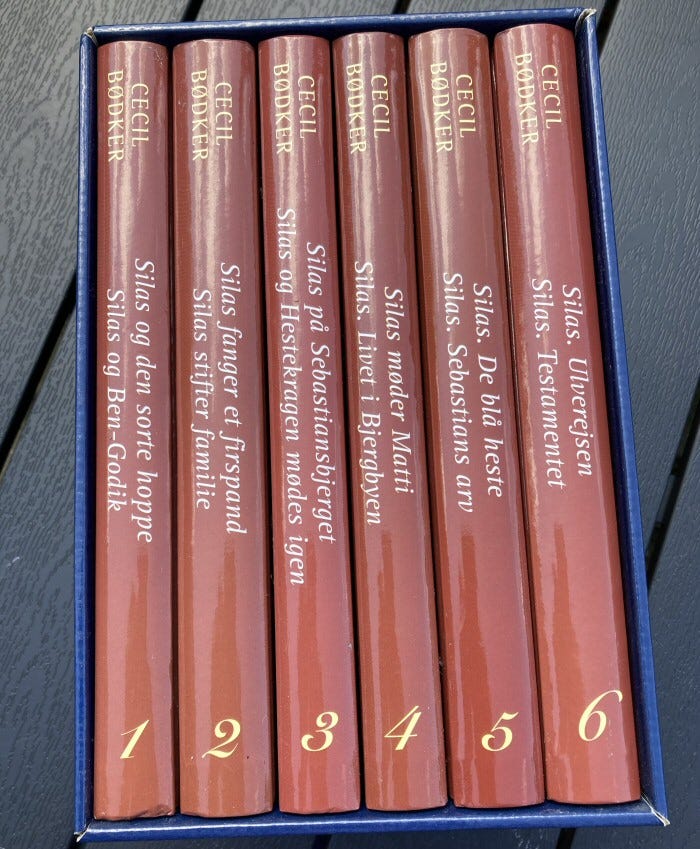 CECIL
BØDKER
Silas og den sorte hoppe
Silas og Ben-Godik
1
CECIL
BØDKER
Silas fanger et firspand
Silas stifter familie
2
CECIL
BØDKER
Silas på Sebastiansbjerget
Silas og Hestekragen mødes igen
3
CECIL
BØDKER
Silas møder Matti
Silas. Livet i Bjergbyen
4
CECIL
BØDKER
Silas. De blå heste
Silas. Sebastians arv
5
CECIL
BØDKER
Silas. Ulverejsen
Silas. Testamentet
6